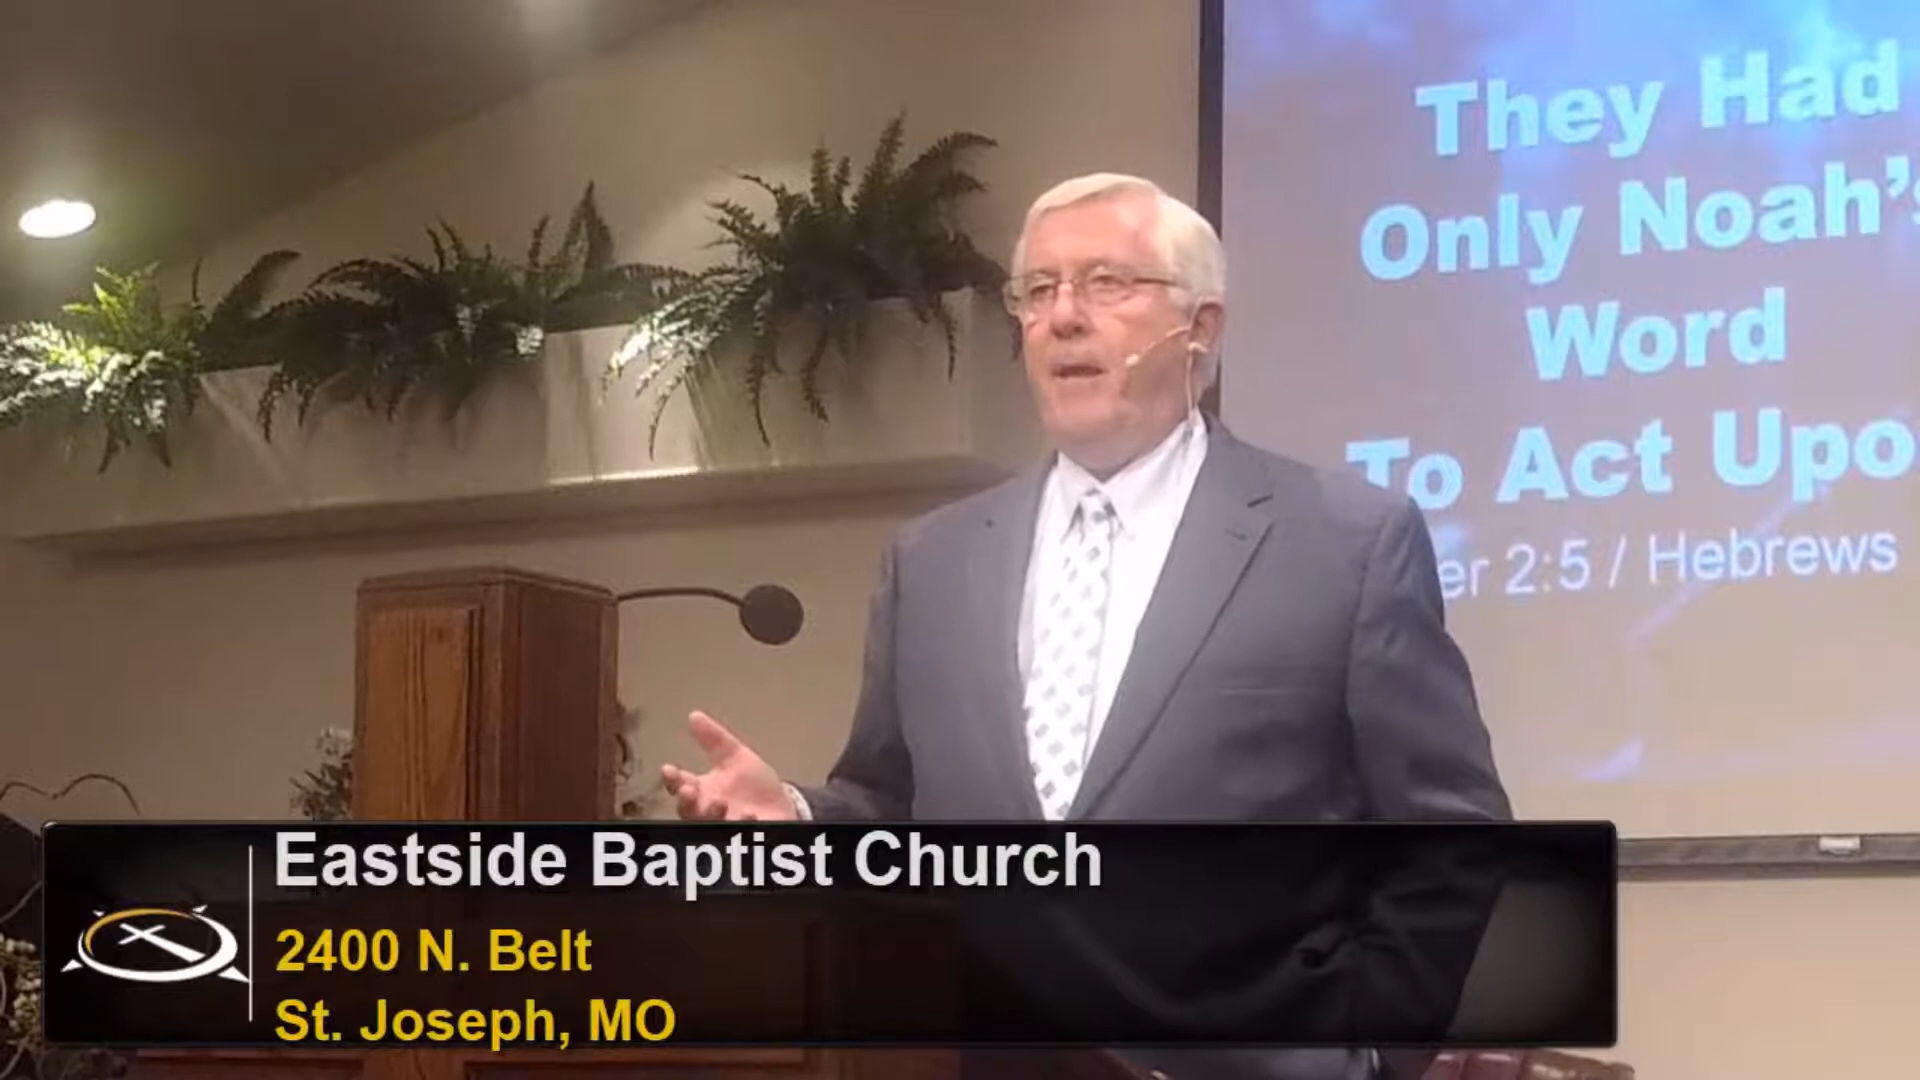 They Had
Only Noah's
Word
To Act Upo
er 2:5 / Hebrews
Eastside Baptist Church
2400 N. Belt
St. Joseph, MO